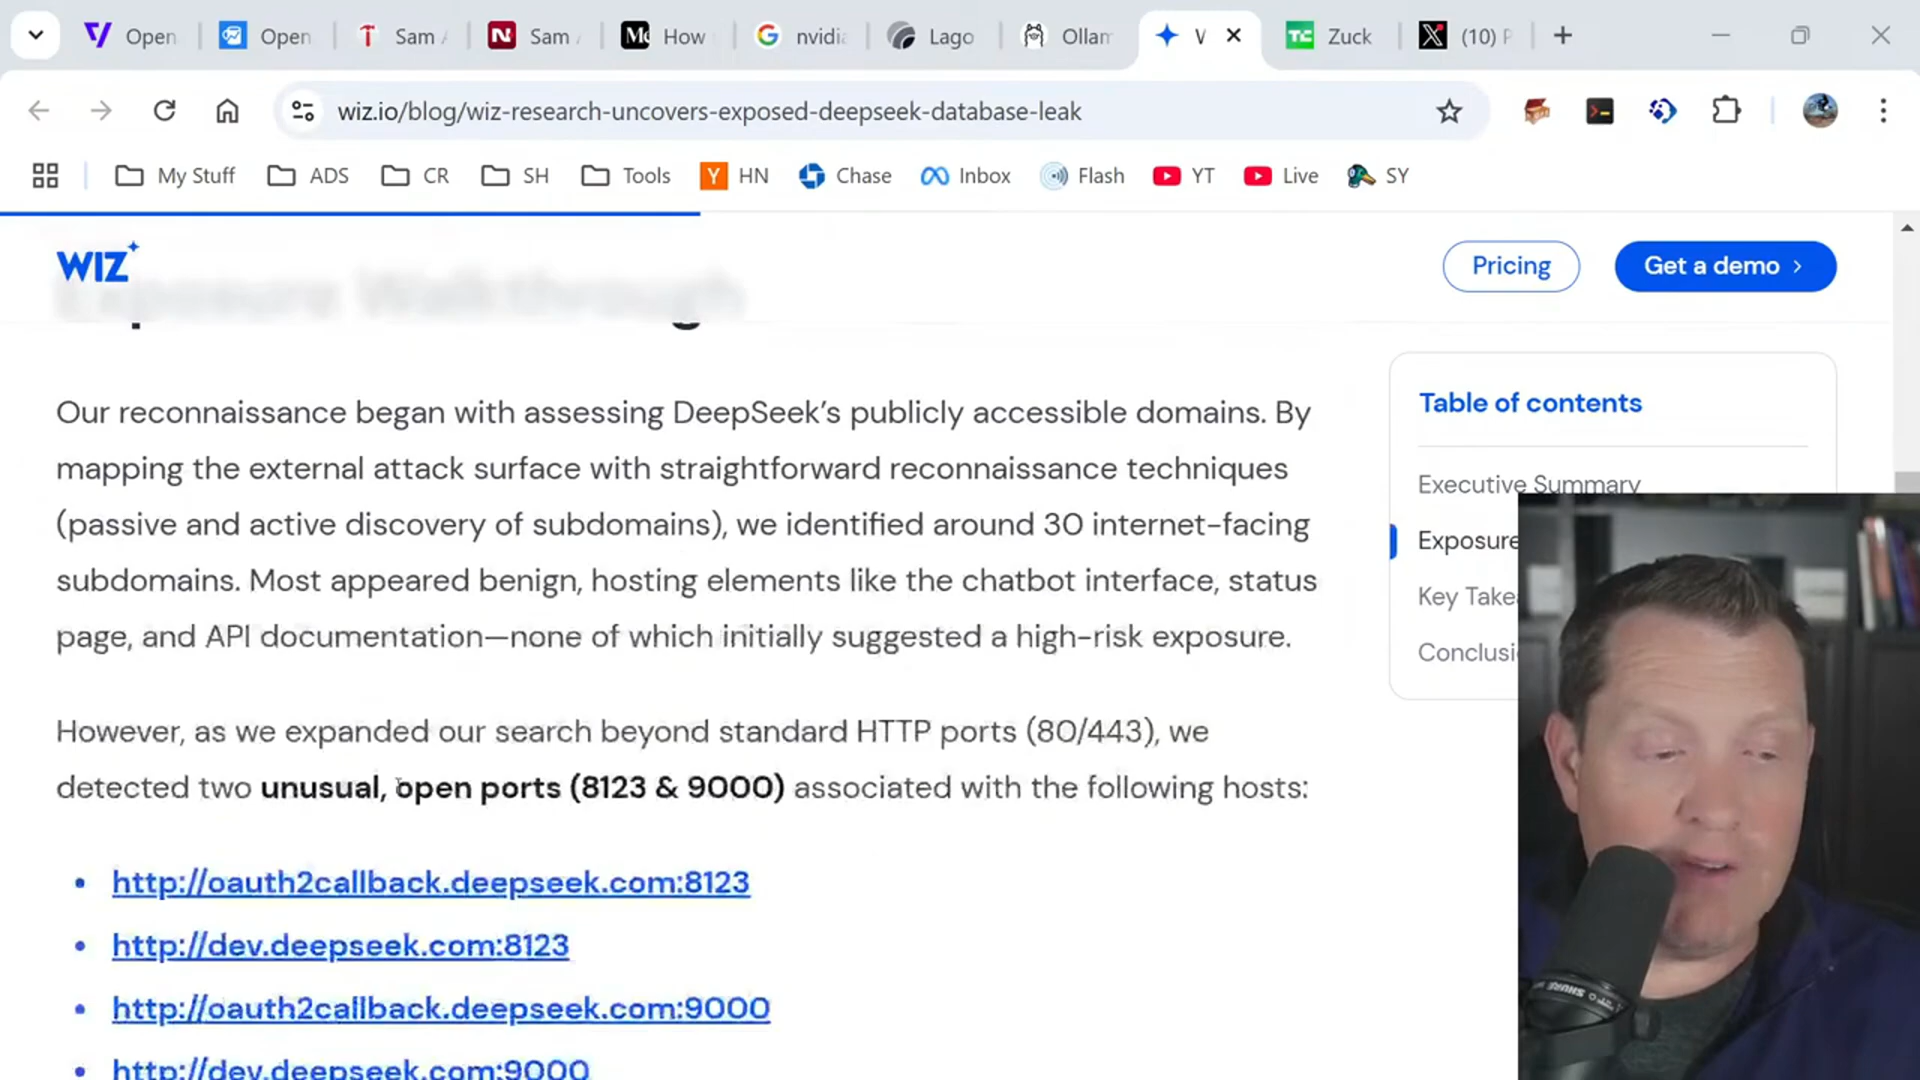 Open
Open
Sam
Sam
Me
How
nvidi
Lago
Ollam
V
TC
Zuck
(10)
wiz.io/blog/wiz-research-uncovers-exposed-deepseek-database-leak
My Stuff
ADS
CR
SH
Tools
Y
HN
Chase
Inbox
Flash
YT
Live
SY
WIZ
Pricing
Get a demo
Exposure Walkthrough
Our reconnaissance began with assessing DeepSeek’s publicly accessible domains. By
mapping the external attack surface with straightforward reconnaissance techniques
(passive and active discovery of subdomains), we identified around 30 internet-facing
subdomains. Most appeared benign, hosting elements like the chatbot interface, status
page, and API documentation—none of which initially suggested a high-risk exposure.
However, as we expanded our search beyond standard HTTP ports (80/443), we
detected two unusual, open ports (8123 & 9000) associated with the following hosts:
• http://oauth2callback.deepseek.com:8123
• http://dev.deepseek.com:8123
• http://oauth2callback.deepseek.com:9000
• http://dev.deepseek.com:9000
Table of contents
Executive Summary
Exposure
Key Take
Conclusi
SHURE